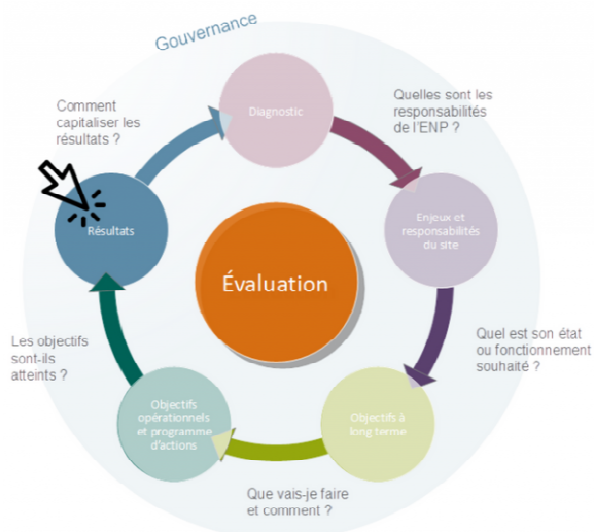 Gouvernance
Diagnostic
Comment
capitaliser les
résultats ?
Quelles sont les
responsabilités
de l'ENP ?
Résultats
Enjeux et
responsabilités
du site
Évaluation
Quel est son état
ou fonctionnement
souhaité ?
Les objectifs
sont-ils
atteints ?
Objectifs
opérationnels
et programme
d'actions
Objectifs à
long terme
Que vais-je faire
et comment ?